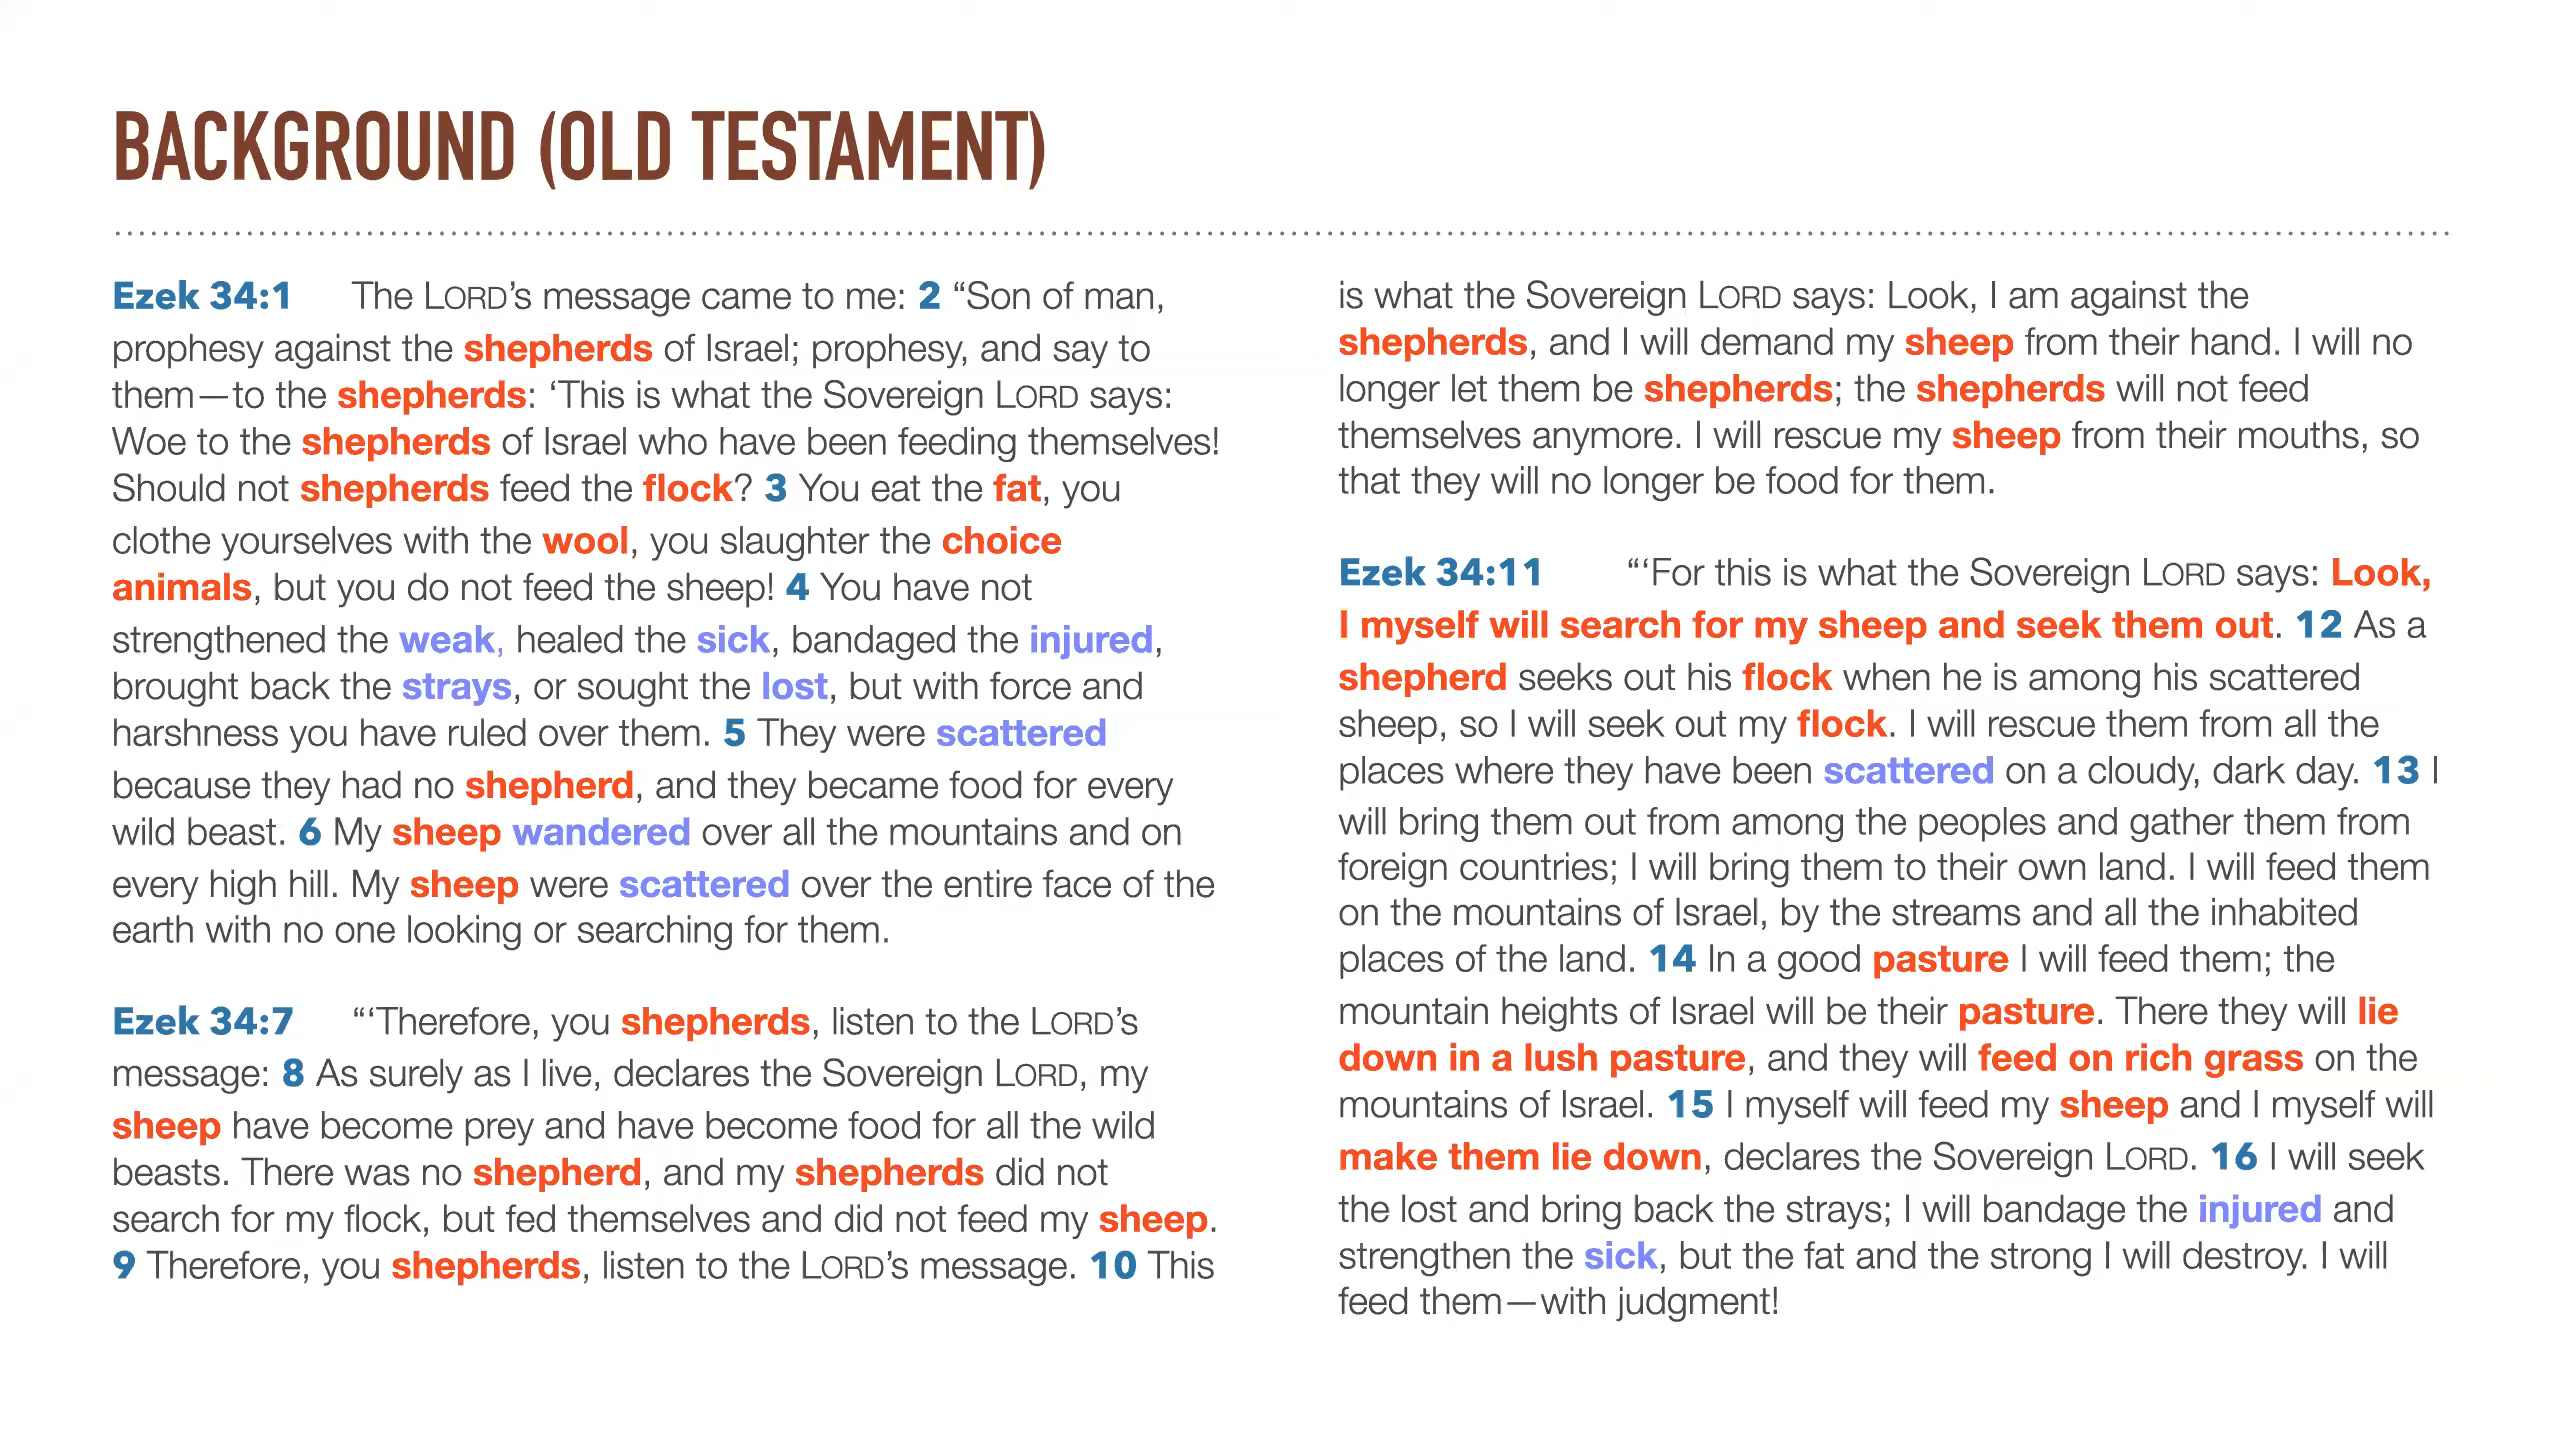 BACKGROUND (OLD TESTAMENT)
Ezek 34:1 The LORD’s message came to me: 2 “Son of man,
prophesy against the shepherds of Israel; prophesy, and say to
them—to the shepherds: ‘This is what the Sovereign LORD says:
Woe to the shepherds of Israel who have been feeding themselves!
Should not shepherds feed the flock? 3 You eat the fat, you
clothe yourselves with the wool, you slaughter the choice
animals, but you do not feed the sheep! 4 You have not
strengthened the weak, healed the sick, bandaged the injured,
brought back the strays, or sought the lost, but with force and
harshness you have ruled over them. 5 They were scattered
because they had no shepherd, and they became food for every
wild beast. 6 My sheep wandered over all the mountains and on
every high hill. My sheep were scattered over the entire face of the
earth with no one looking or searching for them.
Ezek 34:7 “‘Therefore, you shepherds, listen to the LORD’s
message: 8 As surely as I live, declares the Sovereign LORD, my
sheep have become prey and have become food for all the wild
beasts. There was no shepherd, and my shepherds did not
search for my flock, but fed themselves and did not feed my sheep.
9 Therefore, you shepherds, listen to the LORD’s message. 10 This
is what the Sovereign LORD says: Look, I am against the
shepherds, and I will demand my sheep from their hand. I will no
longer let them be shepherds; the shepherds will not feed
themselves anymore. I will rescue my sheep from their mouths, so
that they will no longer be food for them.
Ezek 34:11 “‘For this is what the Sovereign LORD says: Look,
I myself will search for my sheep and seek them out. 12 As a
shepherd seeks out his flock when he is among his scattered
sheep, so I will seek out my flock. I will rescue them from all the
places where they have been scattered on a cloudy, dark day. 13 I
will bring them out from among the peoples and gather them from
foreign countries; I will bring them to their own land. I will feed them
on the mountains of Israel, by the streams and all the inhabited
places of the land. 14 In a good pasture I will feed them; the
mountain heights of Israel will be their pasture. There they will lie
down in a lush pasture, and they will feed on rich grass on the
mountains of Israel. 15 I myself will feed my sheep and I myself will
make them lie down, declares the Sovereign LORD. 16 I will seek
the lost and bring back the strays; I will bandage the injured and
strengthen the sick, but the fat and the strong I will destroy. I will
feed them—with judgment!